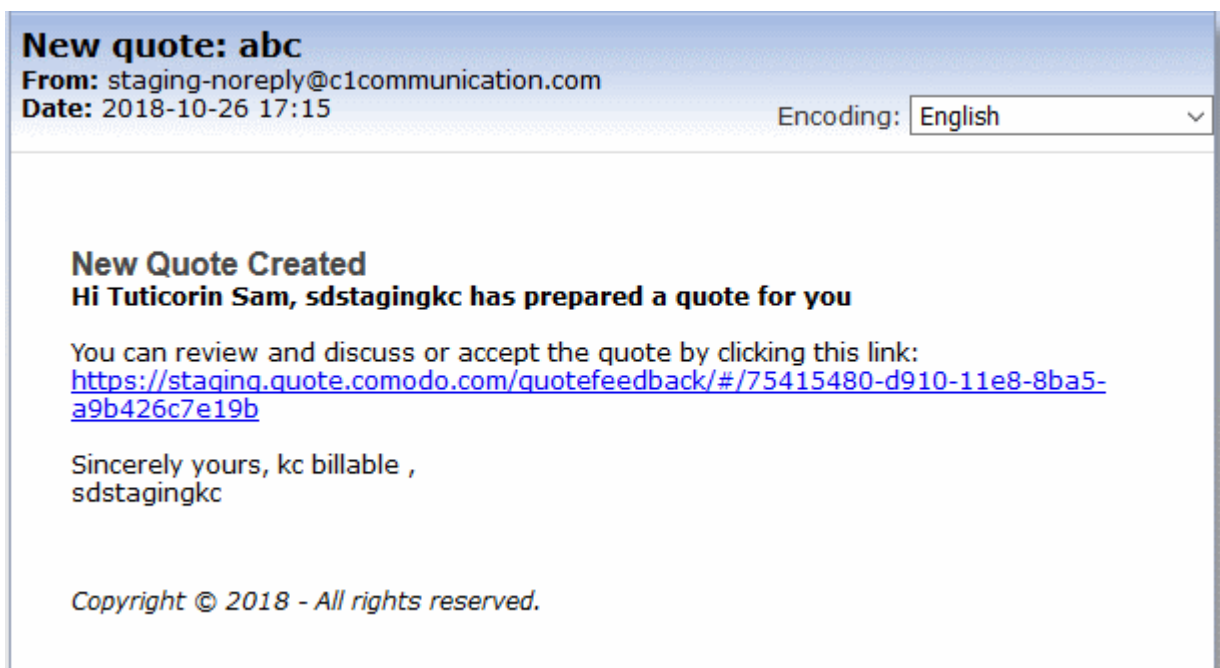 New quote: abc
From: staging-noreply@c1communication.com
Date: 2018-10-26 17:15
Encoding: English
New Quote Created
Hi Tuticorin Sam, sdstagingkc has prepared a quote for you
You can review and discuss or accept the quote by clicking this link:
https://staging.quote.comodo.com/quotefeedback/#/75415480-d910-11e8-8ba5-
a9b426c7e19b
Sincerely yours, kc billable ,
sdstagingkc
Copyright © 2018 - All rights reserved.